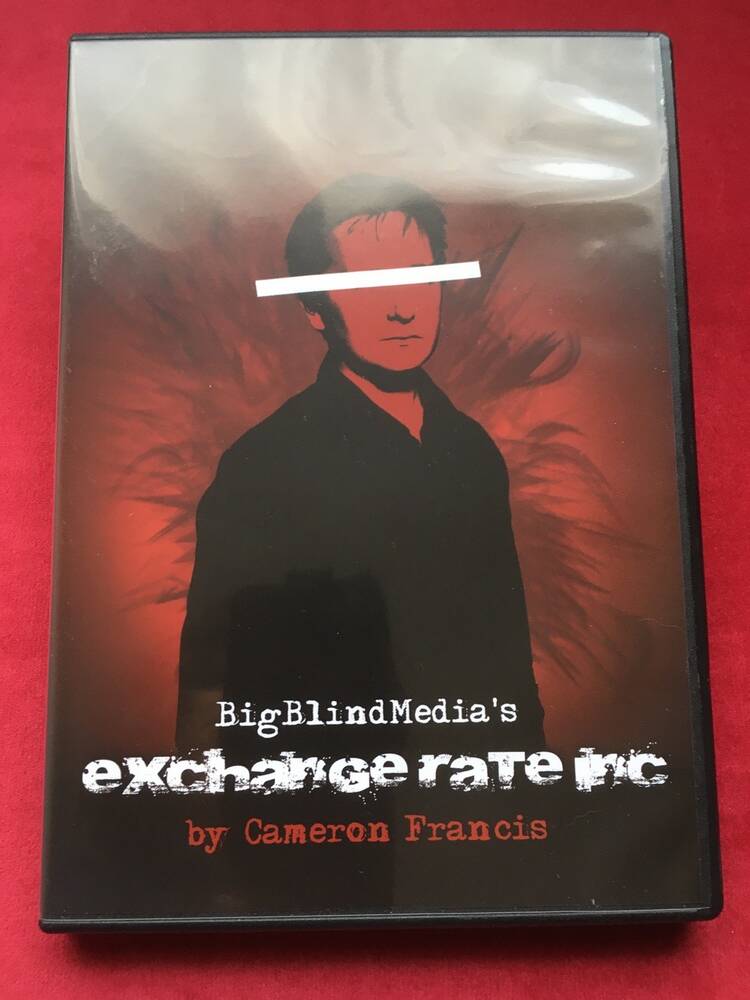 BigBlindMedia's
exchange rate inc
by Cameron Francis